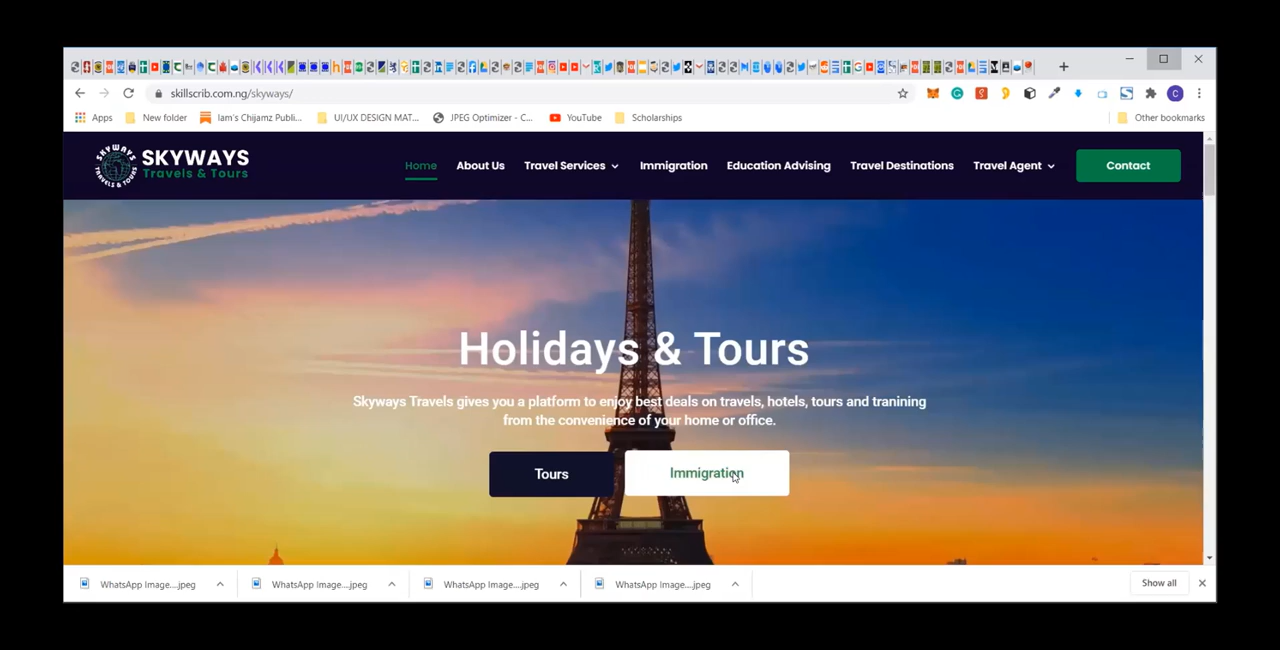 skillscrib.com.ng/skyways/
Apps
New folder
Iam's Chijamz Publi...
UI/UX DESIGN MAT...
JPEG Optimizer - C...
YouTube
Scholarships
Other bookmarks
SKYWAYS
Travels & Tours
SKYWAYS
TRAVELS & TOURS
Home
About Us
Travel Services
Immigration
Education Advising
Travel Destinations
Travel Agent
Contact
Holidays & Tours
Skyways Travels gives you a platform to enjoy best deals on travels, hotels, tours and tranining
from the convenience of your home or office.
Tours
Immigration
WhatsApp Image....jpeg
WhatsApp Image....jpeg
WhatsApp Image....jpeg
WhatsApp Image....jpeg
Show all